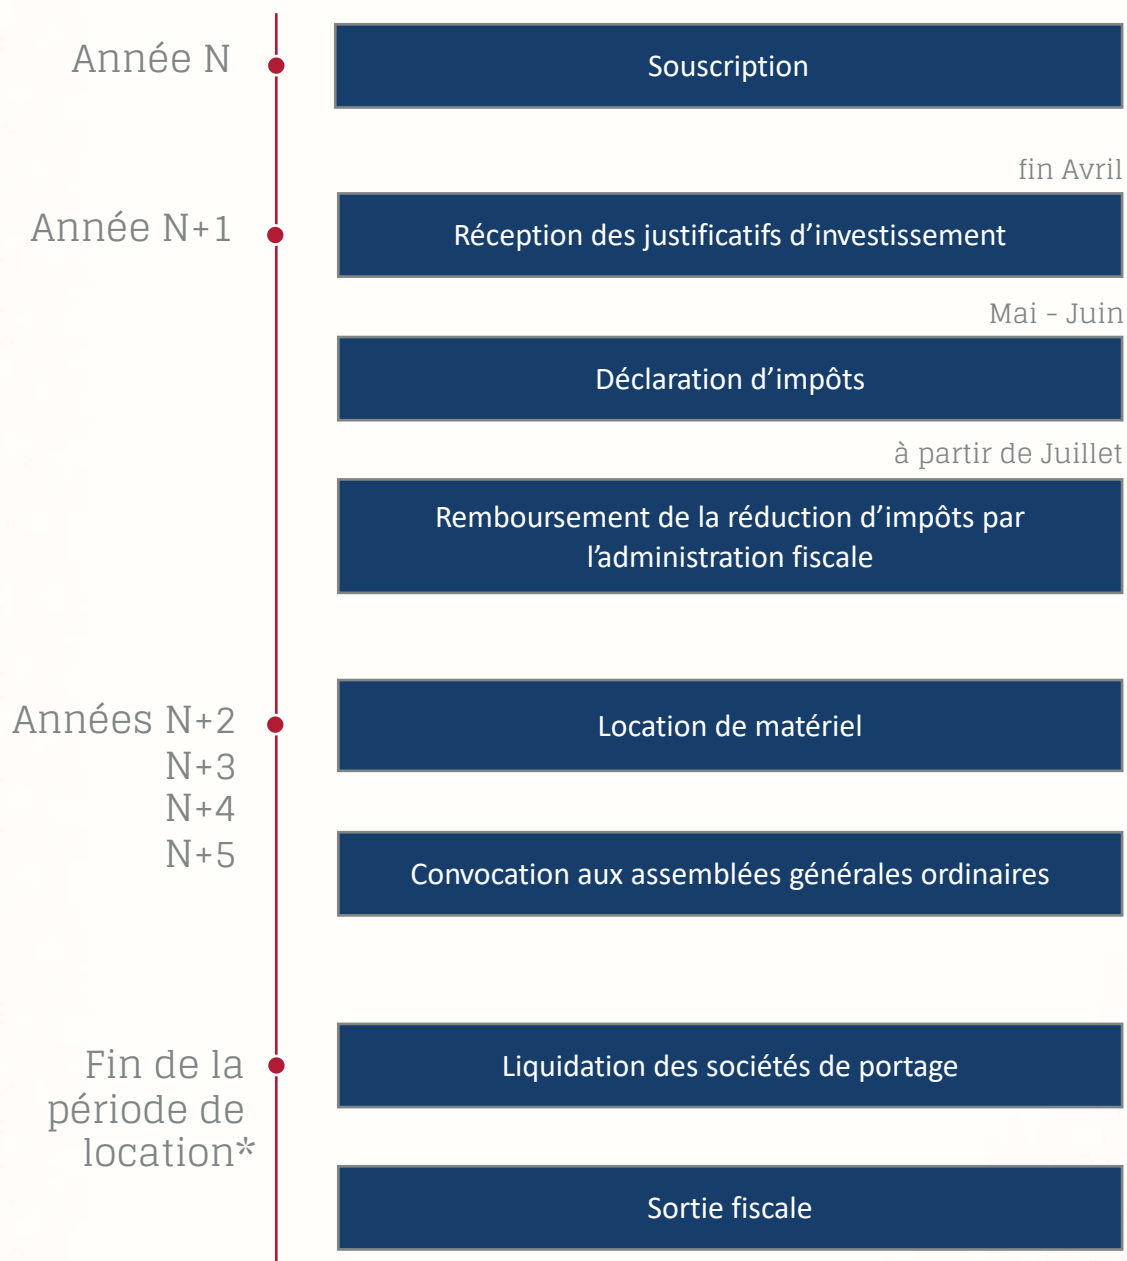 Année N
Souscription
fin Avril
Année N+1
Réception des justificatifs d’investissement
Mai - Juin
Déclaration d’impôts
à partir de Juillet
Remboursement de la réduction d’impôts par
l’administration fiscale
Années N+2
N+3
N+4
N+5
Location de matériel
Convocation aux assemblées générales ordinaires
Fin de la
période de
location*
Liquidation des sociétés de portage
Sortie fiscale